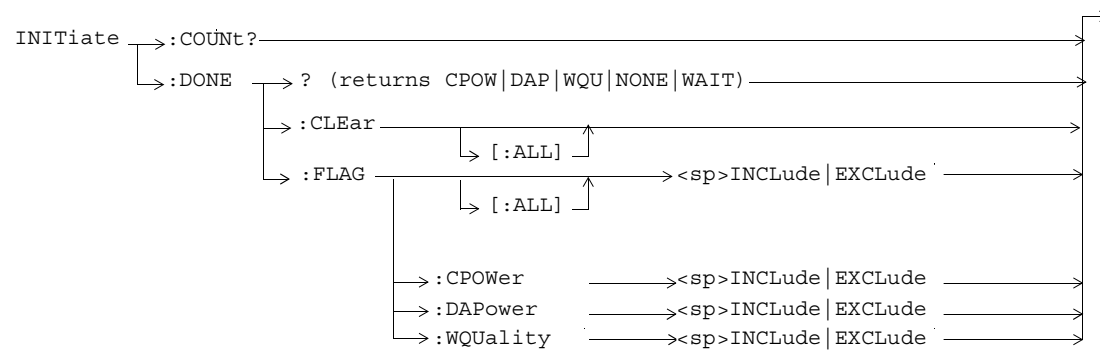 INITiate :COUNt?
:DONE ? (returns CPOW|DAP|WQU|NONE|WAIT)
:CLEar
[:ALL]
:FLAG <sp>INCLude|EXCLude
[:ALL]
:CPOWer <sp>INCLude|EXCLude
:DAPower <sp>INCLude|EXCLude
:WQUality <sp>INCLude|EXCLude